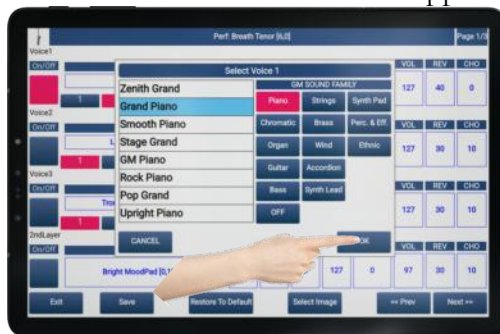 Perf: Breath Tenor [6,0]
Page 1/3
Voice1
On/Off
VOL REV CHO
127 40 0
Select Voice 1
Zenith Grand
Grand Piano
Smooth Piano
Stage Grand
GM Piano
Rock Piano
Pop Grand
Upright Piano
GM SOUND FAMILY
Piano Strings Synth Pad
Chromatic Brass Perc. & Eff.
Organ Wind Ethnic
Guitar Accordion
Bass Synth Lead
OFF
CANCEL
OK
1
Voice2
On/Off
VOL REV CHO
127 30 10
1
Voice3
On/Off
VOL REV CHO
127 30 10
1
2ndLayer
On/Off
VOL REV CHO
Bright MoodPad
127 0 97 30 10
Exit Save Restore To Default Select Image << Prev Next >>